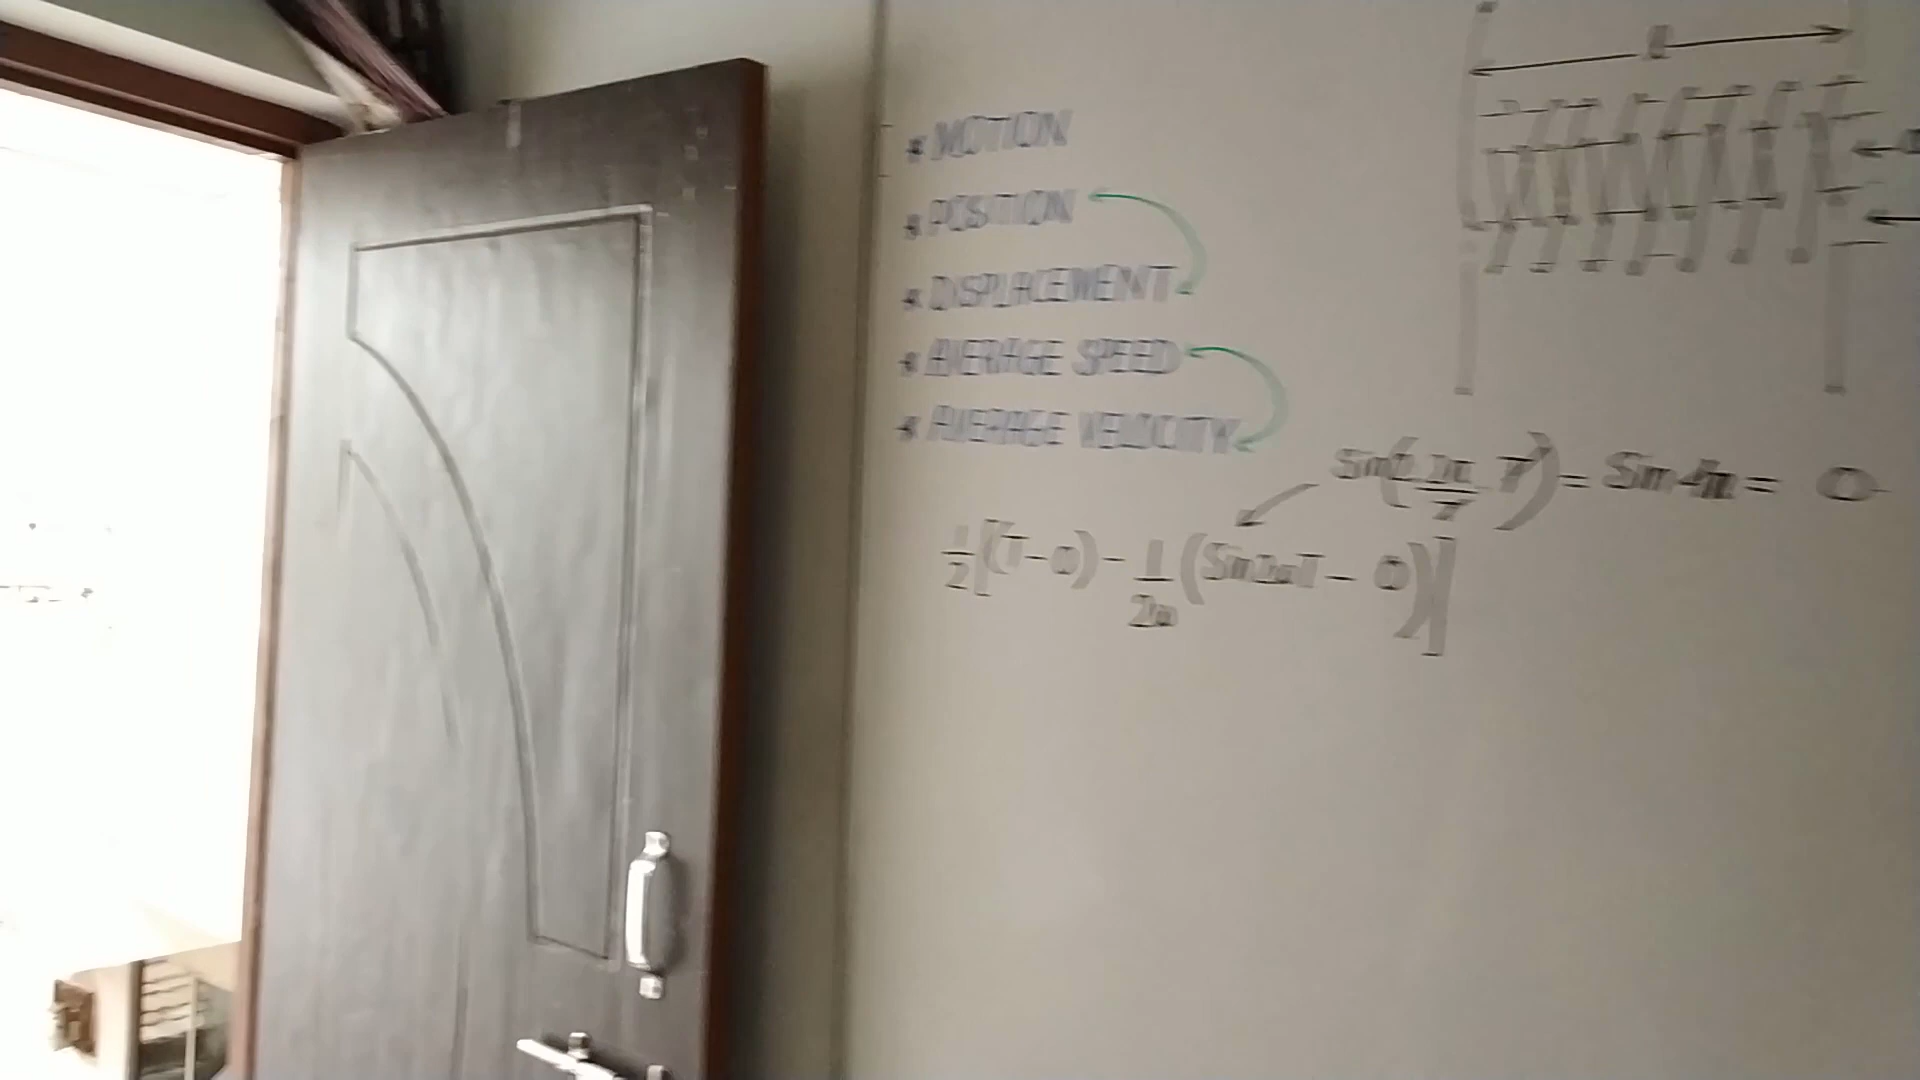 * MOTION
* POSITION
* DISPLACEMENT
* AVERAGE SPEED
* AVERAGE VELOCITY
= Sin 4π = 0
1/2 [(T-0) - 1/2ω (Sin2ωT - 0)]